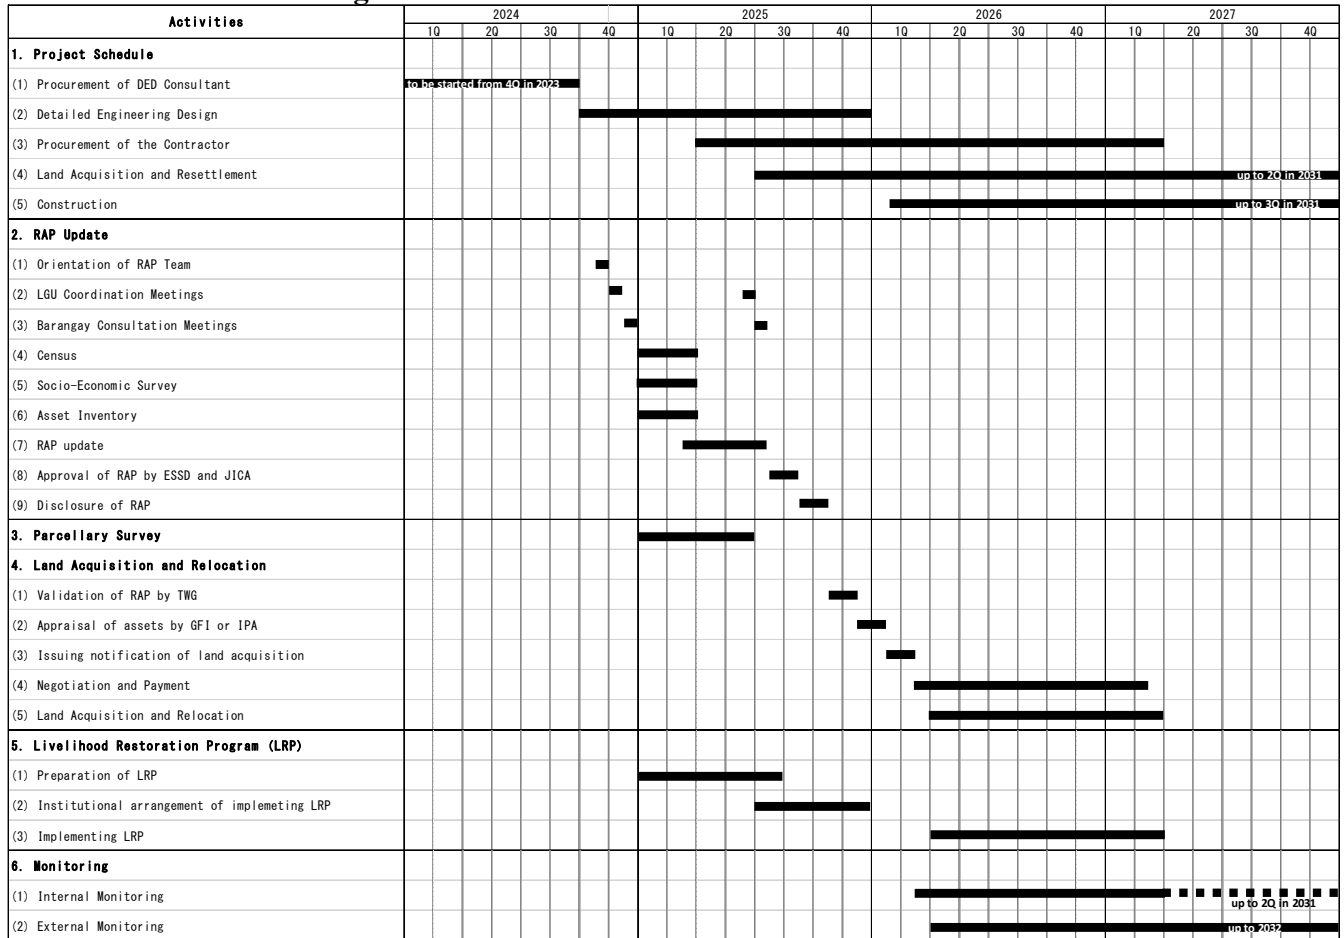 Activities 2024 2025 2026 2027
1Q 2Q 3Q 4Q 1Q 2Q 3Q 4Q 1Q 2Q 3Q 4Q 1Q 2Q 3Q 4Q
1. Project Schedule
(1) Procurement of DED Consultant to be started from 4Q in 2023
(2) Detailed Engineering Design
(3) Procurement of the Contractor
(4) Land Acquisition and Resettlement up to 2Q in 2031
(5) Construction up to 3Q in 2031
2. RAP Update
(1) Orientation of RAP Team
(2) LGU Coordination Meetings
(3) Barangay Consultation Meetings
(4) Census
(5) Socio-Economic Survey
(6) Asset Inventory
(7) RAP update
(8) Approval of RAP by ESSD and JICA
(9) Disclosure of RAP
3. Parcellary Survey
4. Land Acquisition and Relocation
(1) Validation of RAP by TWG
(2) Appraisal of assets by GFI or IPA
(3) Issuing notification of land acquisition
(4) Negotiation and Payment
(5) Land Acquisition and Relocation
5. Livelihood Restoration Program (LRP)
(1) Preparation of LRP
(2) Institutional arrangement of implemeting LRP
(3) Implementing LRP
6. Monitoring
(1) Internal Monitoring up to 2Q in 2031
(2) External Monitoring up to 2032